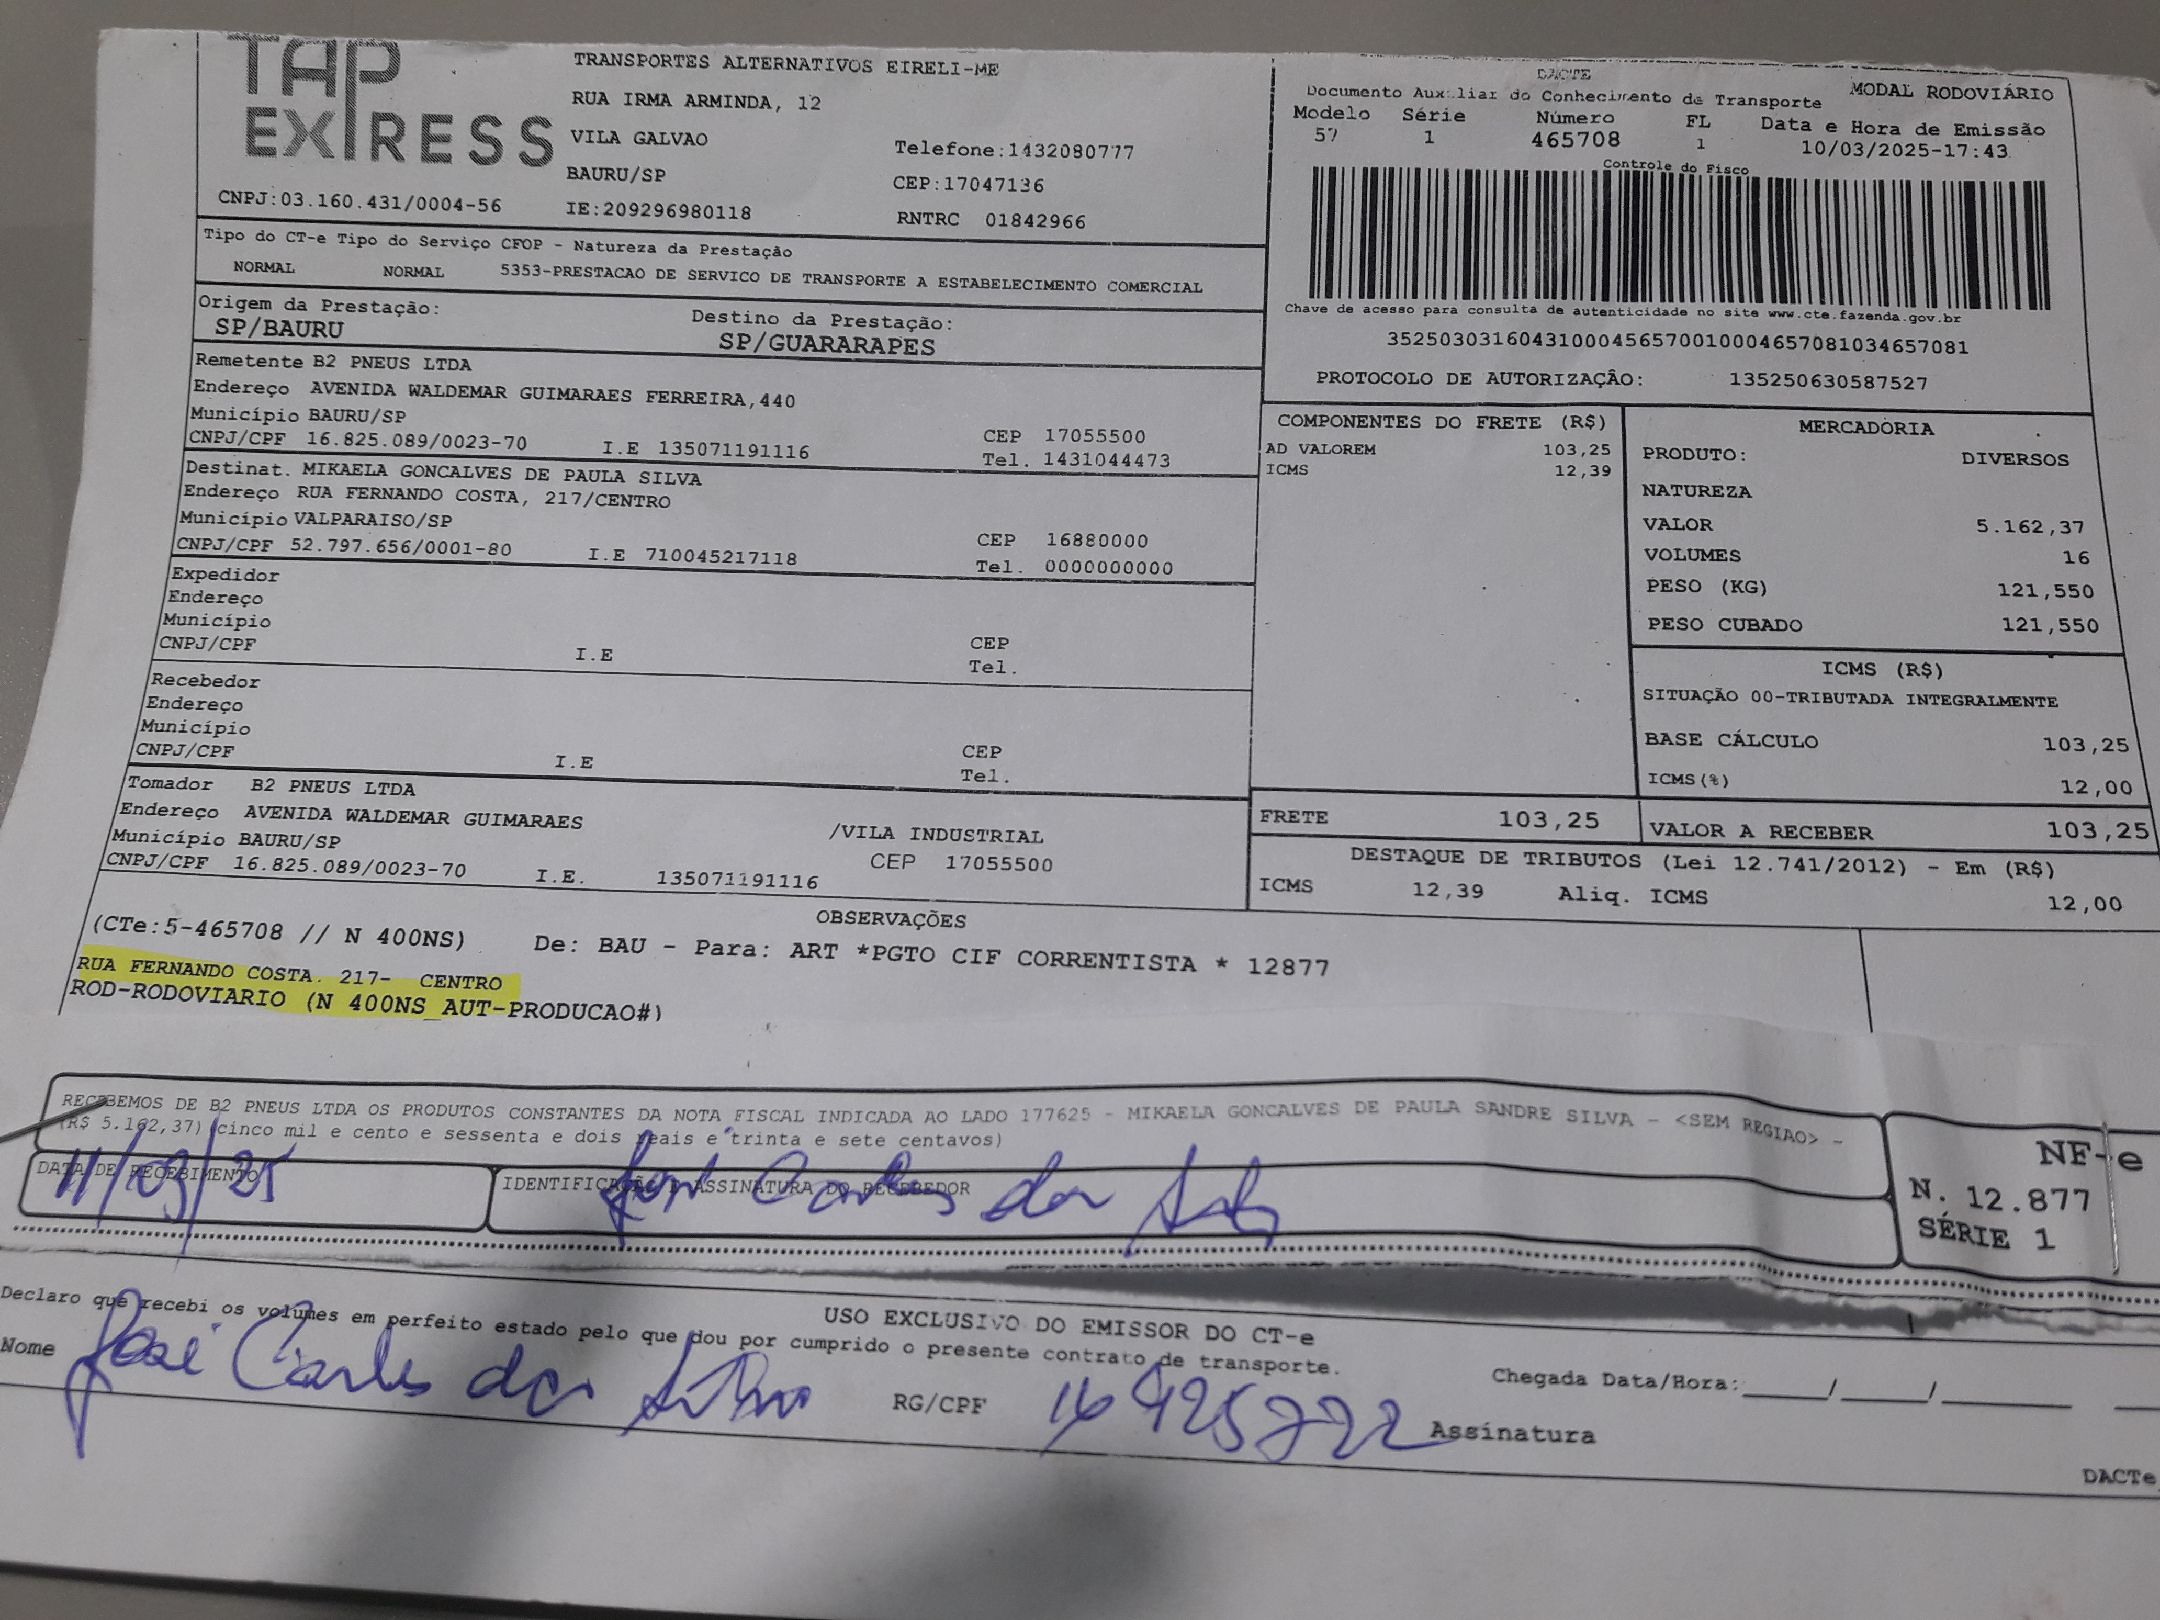 TAP EXPRESS
TRANSPORTES ALTERNATIVOS EIRELI-ME
RUA IRMA ARMINDA, 12
VILA GALVAO Telefone:1432080777
BAURU/SP CEP:17047136
CNPJ:03.160.431/0004-56 IE:209296980118 RNTRC 01842966
DACTE MODAL RODOVIÁRIO
Documento Auxiliar do Conhecimento de Transporte
Modelo Série Número FL Data e Hora de Emissão
57 1 465708 1 10/03/2025-17:43
Controle do Fisco
Chave de acesso para consulta de autenticidade no site www.cte.fazenda.gov.br
35250303160431000456570010004657081034657081
PROTOCOLO DE AUTORIZAÇÃO: 135250630587527
Tipo do CT-e Tipo do Serviço CFOP - Natureza da Prestação
NORMAL NORMAL 5353-PRESTACAO DE SERVICO DE TRANSPORTE A ESTABELECIMENTO COMERCIAL
Origem da Prestação: Destino da Prestação:
SP/BAURU SP/GUARARAPES
Remetente B2 PNEUS LTDA
Endereço AVENIDA WALDEMAR GUIMARAES FERREIRA,440
Município BAURU/SP CEP 17055500
CNPJ/CPF 16.825.089/0023-70 I.E 135071191116 Tel. 1431044473
Destinat. MIKAELA GONCALVES DE PAULA SILVA
Endereço RUA FERNANDO COSTA, 217/CENTRO
Município VALPARAISO/SP CEP 16880000
CNPJ/CPF 52.797.656/0001-80 I.E 710045217118 Tel. 0000000000
Expedidor
Endereço
Município CEP
CNPJ/CPF I.E Tel.
Recebedor
Endereço
Município CEP
CNPJ/CPF I.E Tel.
Tomador B2 PNEUS LTDA
Endereço AVENIDA WALDEMAR GUIMARAES /VILA INDUSTRIAL
Município BAURU/SP CEP 17055500
CNPJ/CPF 16.825.089/0023-70 I.E. 135071191116
COMPONENTES DO FRETE (R$)
AD VALOREM 103,25
ICMS 12,39
MERCADORIA
PRODUTO: DIVERSOS
NATUREZA
VALOR 5.162,37
VOLUMES 16
PESO (KG) 121,550
PESO CUBADO 121,550
ICMS (R$)
SITUAÇÃO 00-TRIBUTADA INTEGRALMENTE
BASE CÁLCULO 103,25
ICMS(%) 12,00
FRETE 103,25 VALOR A RECEBER 103,25
DESTAQUE DE TRIBUTOS (Lei 12.741/2012) - Em (R$)
ICMS 12,39 Aliq. ICMS 12,00
OBSERVAÇÕES
(CTe:5-465708 // N 400NS) De: BAU - Para: ART *PGTO CIF CORRENTISTA * 12877
RUA FERNANDO COSTA. 217- CENTRO
ROD-RODOVIARIO (N 400NS_AUT-PRODUCAO#)
RECEBEMOS DE B2 PNEUS LTDA OS PRODUTOS CONSTANTES DA NOTA FISCAL INDICADA AO LADO 177625 - MIKAELA GONCALVES DE PAULA SANDRE SILVA - <SEM REGIAO> -
(R$ 5.162,37) (cinco mil e cento e sessenta e dois reais e trinta e sete centavos)
DATA DE RECEBIMENTO IDENTIFICAÇÃO E ASSINATURA DO RECEBEDOR
11/03/25 José Carlos da
NF-e
N. 12.877
SÉRIE 1
USO EXCLUSIVO DO EMISSOR DO CT-e
Declaro que recebi os volumes em perfeito estado pelo que dou por cumprido o presente contrato de transporte.
Nome José Carlos da RG/CPF Assinatura
Chegada Data/Hora:_____/_____/_______
DACTe